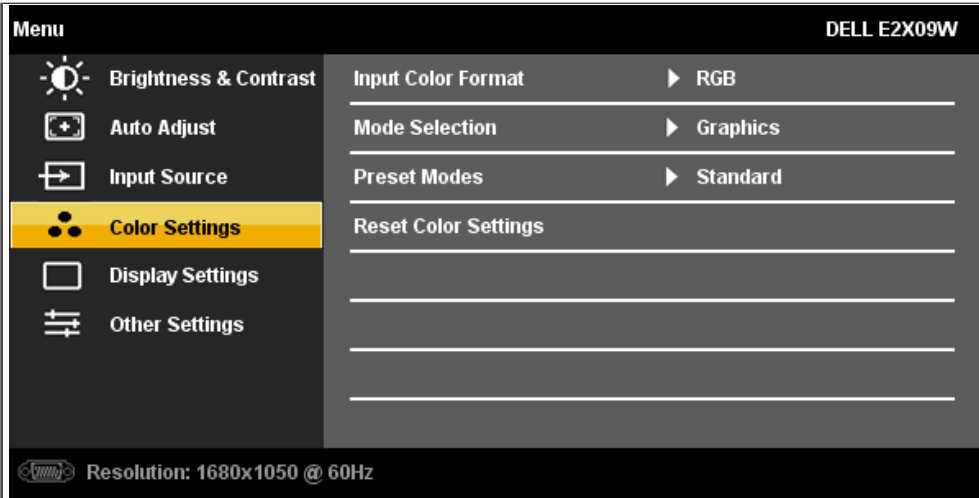 Menu DELL E2X09W
Brightness & Contrast Input Color Format RGB
Auto Adjust Mode Selection Graphics
Input Source Preset Modes Standard
Color Settings Reset Color Settings
Display Settings
Other Settings
Resolution: 1680x1050 @ 60Hz